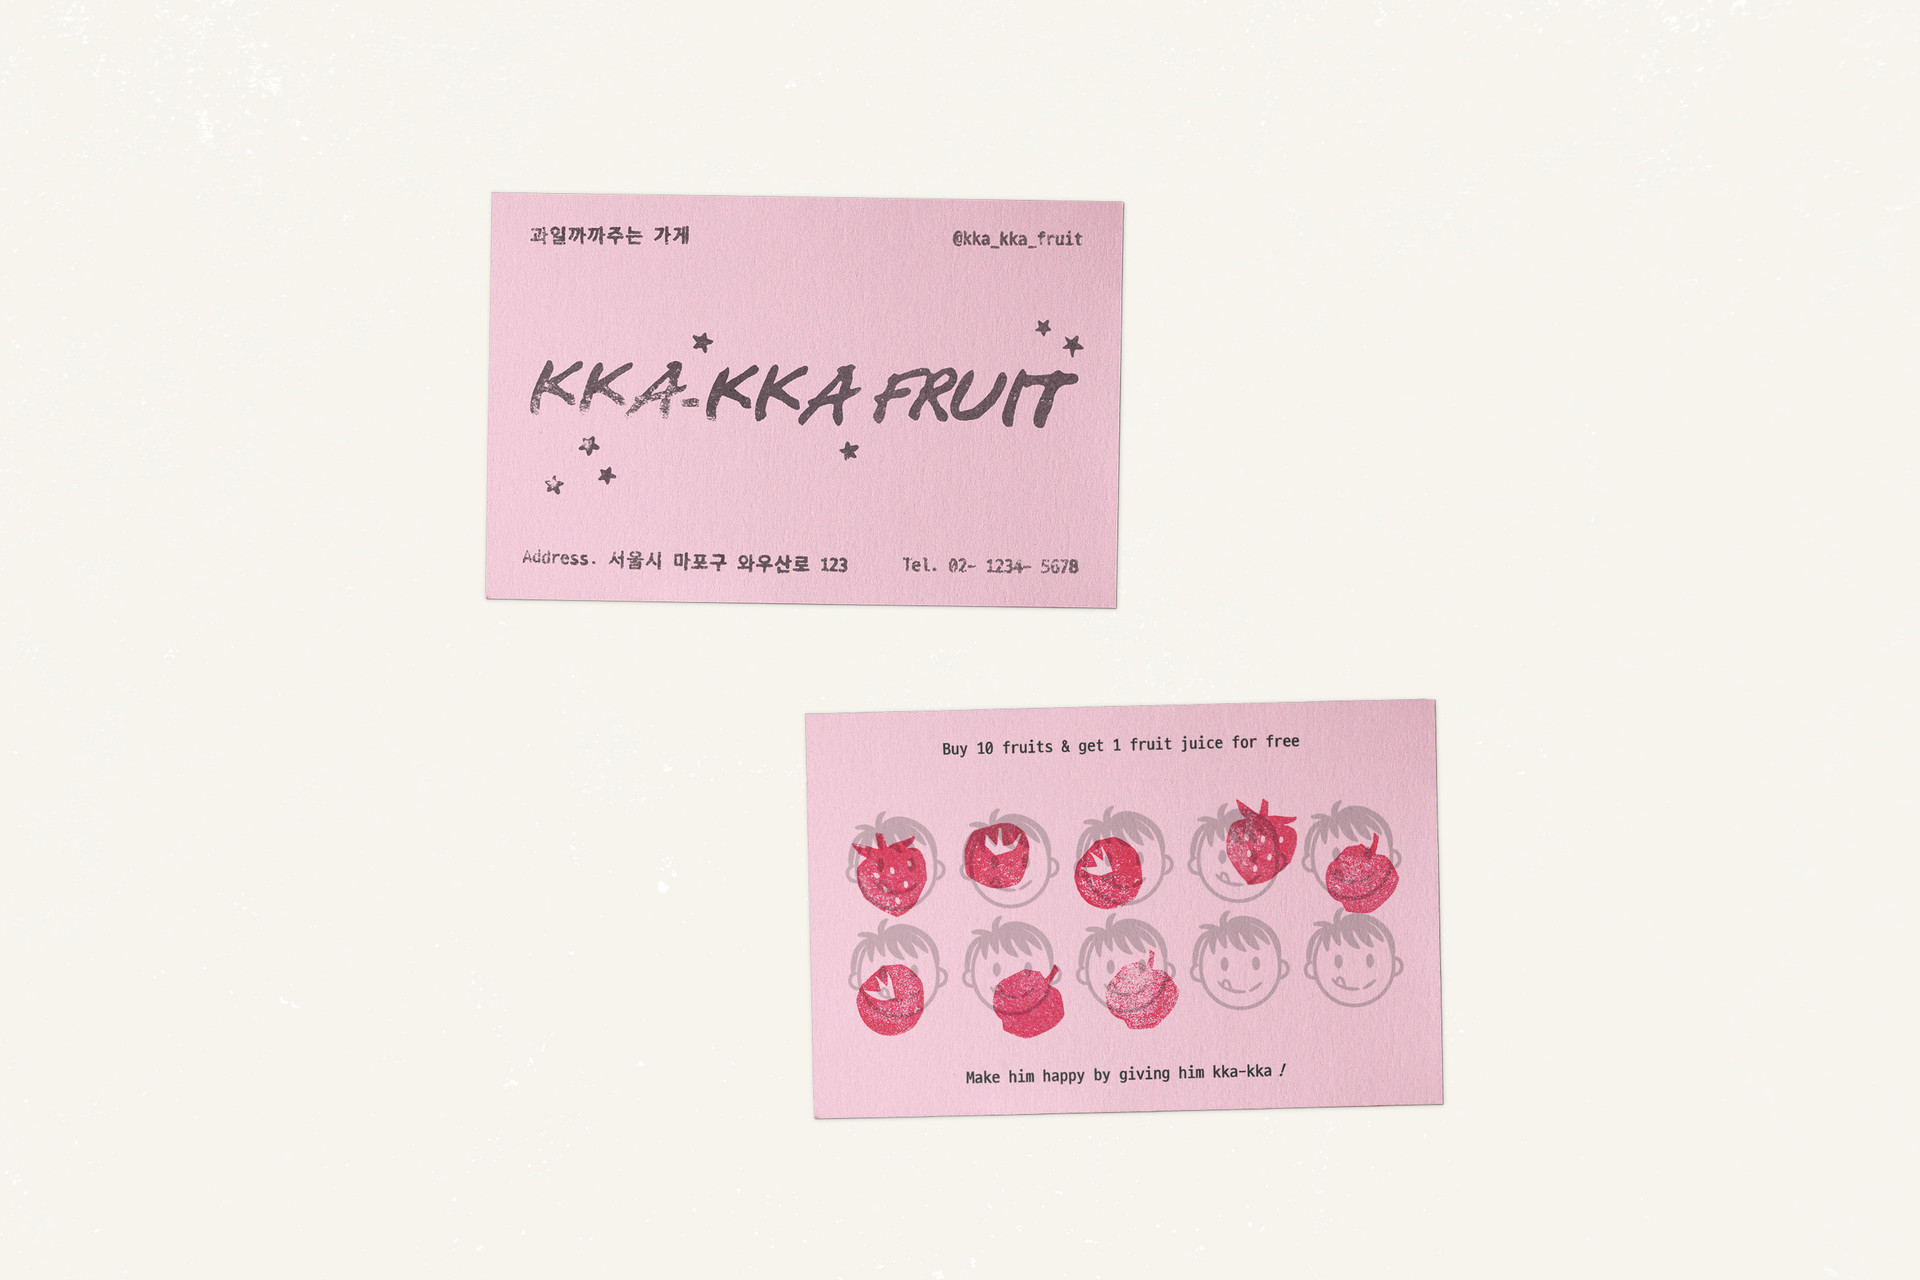 과일까까주는 가게
@kka_kka_fruit
KKA-KKA FRUIT
Address. 서울시 마포구 와우산로 123
Tel. 02- 1234- 5678
Buy 10 fruits & get 1 fruit juice for free
Make him happy by giving him kka-kka !